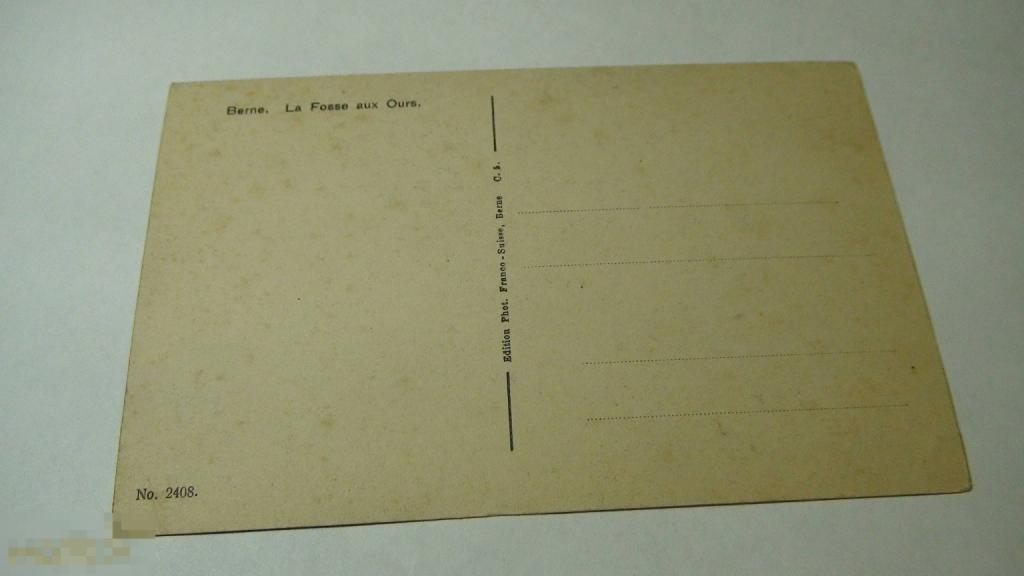 Berne. La Fosse aux Ours.
Edition Phot. Franco-Suisse, Berne C. k.
No. 2408.